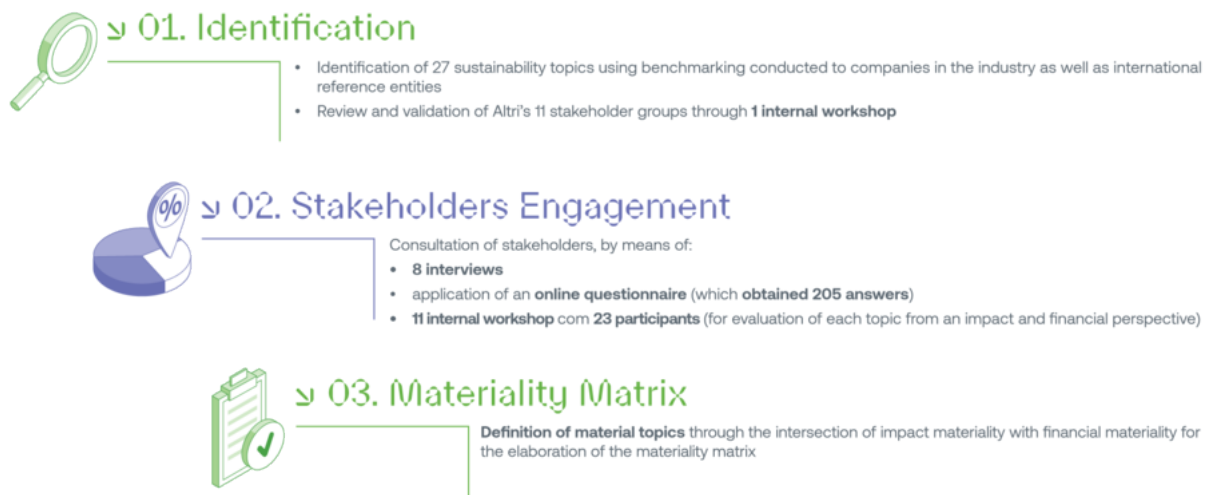 01. Identification
• Identification of 27 sustainability topics using benchmarking conducted to companies in the industry as well as international
reference entities
• Review and validation of Altri's 11 stakeholder groups through 1 internal workshop
%
02. Stakeholders Engagement
Consultation of stakeholders, by means of:
• 8 interviews
• application of an online questionnaire (which obtained 205 answers)
• 11 internal workshop com 23 participants (for evaluation of each topic from an impact and financial perspective)
03. Materiality Matrix
Definition of material topics through the intersection of impact materiality with financial materiality for
the elaboration of the materiality matrix